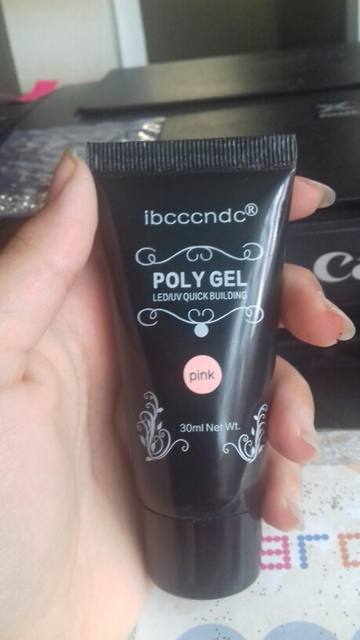 ibcccndc®
POLY GEL
LED/UV QUICK BUILDING
pink
30ml Net Wt.